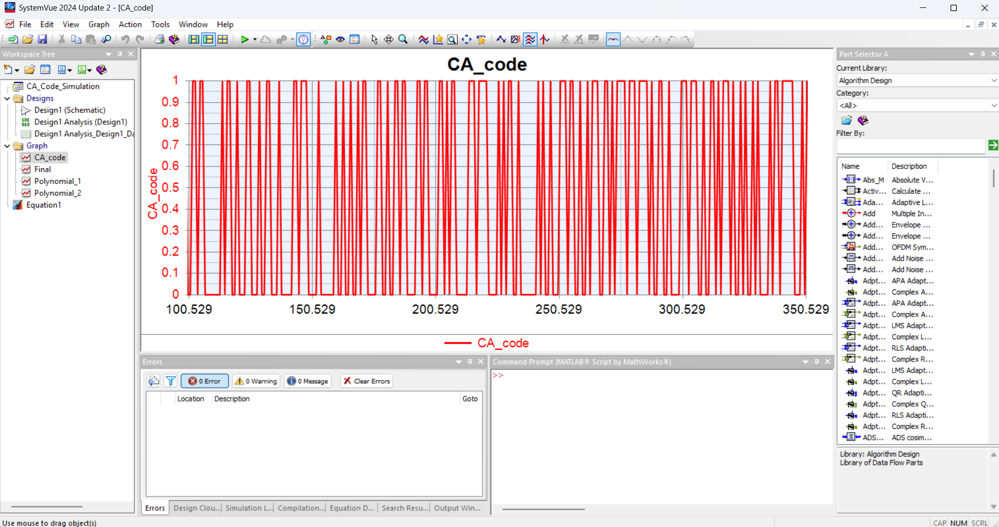 SystemVue 2024 Update 2 - [CA_code]
File Edit View Graph Action Tools Window Help
Workspace Tree
CA_Code_Simulation
Designs
Design1 (Schematic)
Design1 Analysis (Design1)
Design1 Analysis_Design1_Da
Graph
CA_code
Final
Polynomial_1
Polynomial_2
Equation1
CA_code
CA_code
1
0.9
0.8
0.7
0.6
0.5
0.4
0.3
0.2
0.1
0
100.529 150.529 200.529 250.529 300.529 350.529
CA_code
Errors
0 Error 0 Warning 0 Message Clear Errors
Location Description Goto
Errors Design Clou... Simulation L... Compilation... Equation D... Search Resu... Output Win...
Command Prompt (MATLAB® Script by MathWorks®)
>>
Part Selector A
Current Library:
Algorithm Design
Category:
<All>
Filter By:
Name Description
Abs_M Absolute V...
Activ... Calculate ...
Ada... Adaptive L...
Add Multiple In...
Add... Envelope ...
Add... Envelope ...
Add... OFDM Sym...
Add... Add Noise ...
Add... Add Noise ...
Adpt... APA Adapt...
Adpt... Complex A...
Adpt... APA Adapt...
Adpt... Complex A...
Adpt... LMS Adapt...
Adpt... Complex L...
Adpt... RLS Adapti...
Adpt... Complex R...
Adpt... LMS Adapt...
Adpt... Complex L...
Adpt... QR Adapti...
Adpt... Complex Q...
Adpt... RLS Adapti...
Adpt... Complex R...
ADS... ADS cosim...
Library: Algorithm Design
Library of Data Flow Parts
Use mouse to drag object(s)
CAP NUM SCRL